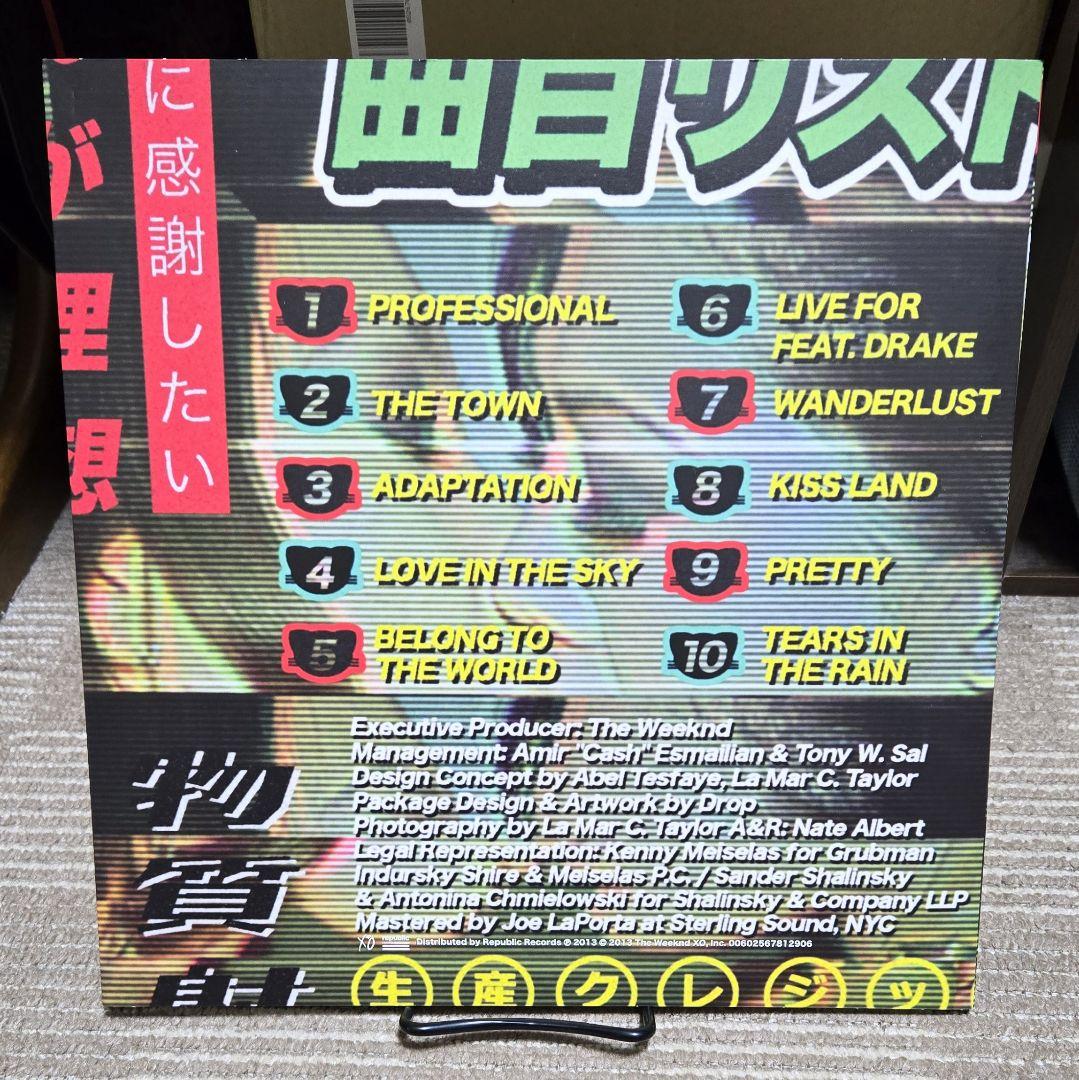 曲目リスト
に感謝したい
が
理
想
1 PROFESSIONAL
2 THE TOWN
3 ADAPTATION
4 LOVE IN THE SKY
5 BELONG TO
THE WORLD
6 LIVE FOR
FEAT. DRAKE
7 WANDERLUST
8 KISS LAND
9 PRETTY
10 TEARS IN
THE RAIN
物
質
Executive Producer: The Weeknd
Management: Amir "Cash" Esmailian & Tony W. Sal
Design Concept by Abel Tesfaye, La Mar C. Taylor
Package Design & Artwork by Drop
Photography by La Mar C. Taylor A&R: Nate Albert
Legal Representation: Kenny Meiselas for Grubman
Indursky Shire & Meiselas P.C. / Sander Shalinsky
& Antonina Chmielowski for Shalinsky & Company LLP
Mastered by Joe LaPorta at Sterling Sound, NYC
XO republic Distributed by Republic Records ℗ 2013 © 2013 The Weeknd XO, Inc. 00602567812906
生産クレジッ